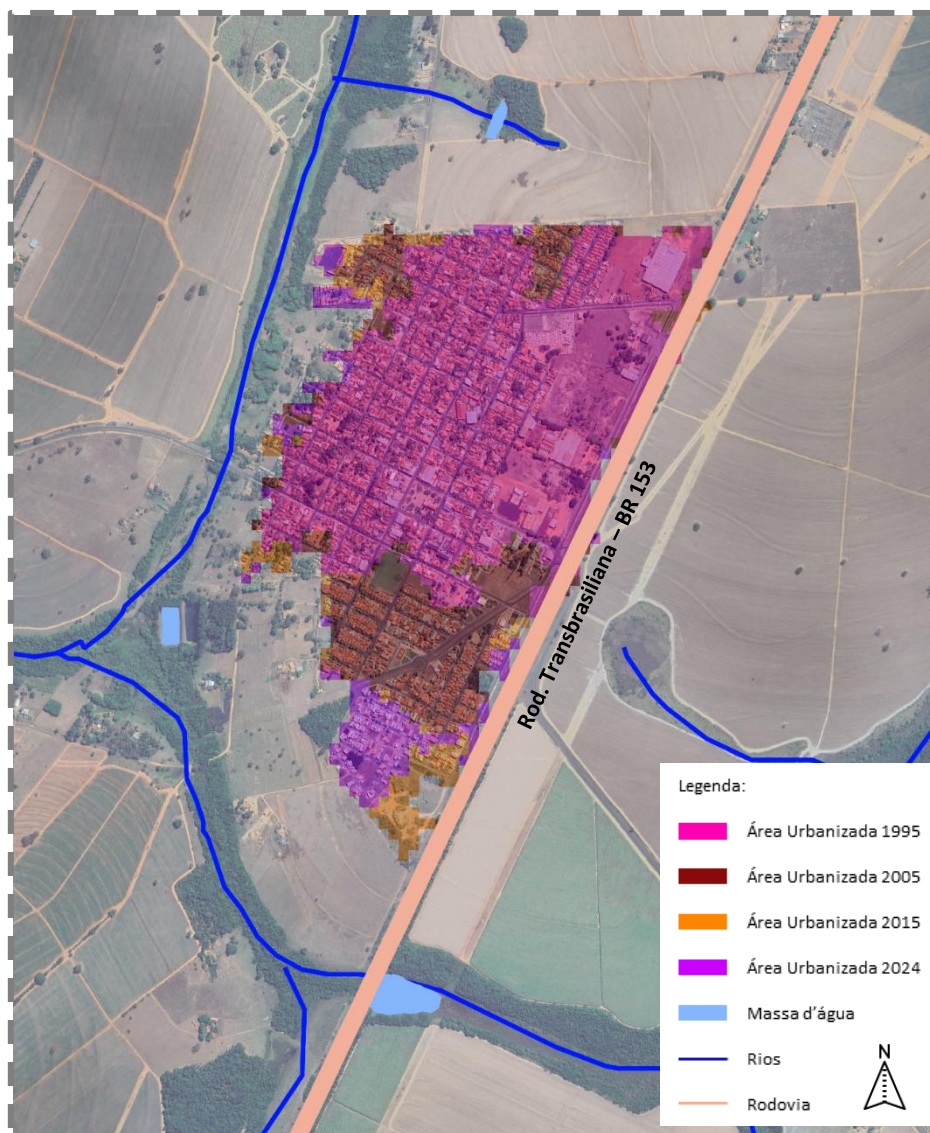 Rod. Transbrasiliana – BR 153
Legenda:
Área Urbanizada 1995
Área Urbanizada 2005
Área Urbanizada 2015
Área Urbanizada 2024
Massa d'água
Rios
Rodovia
N